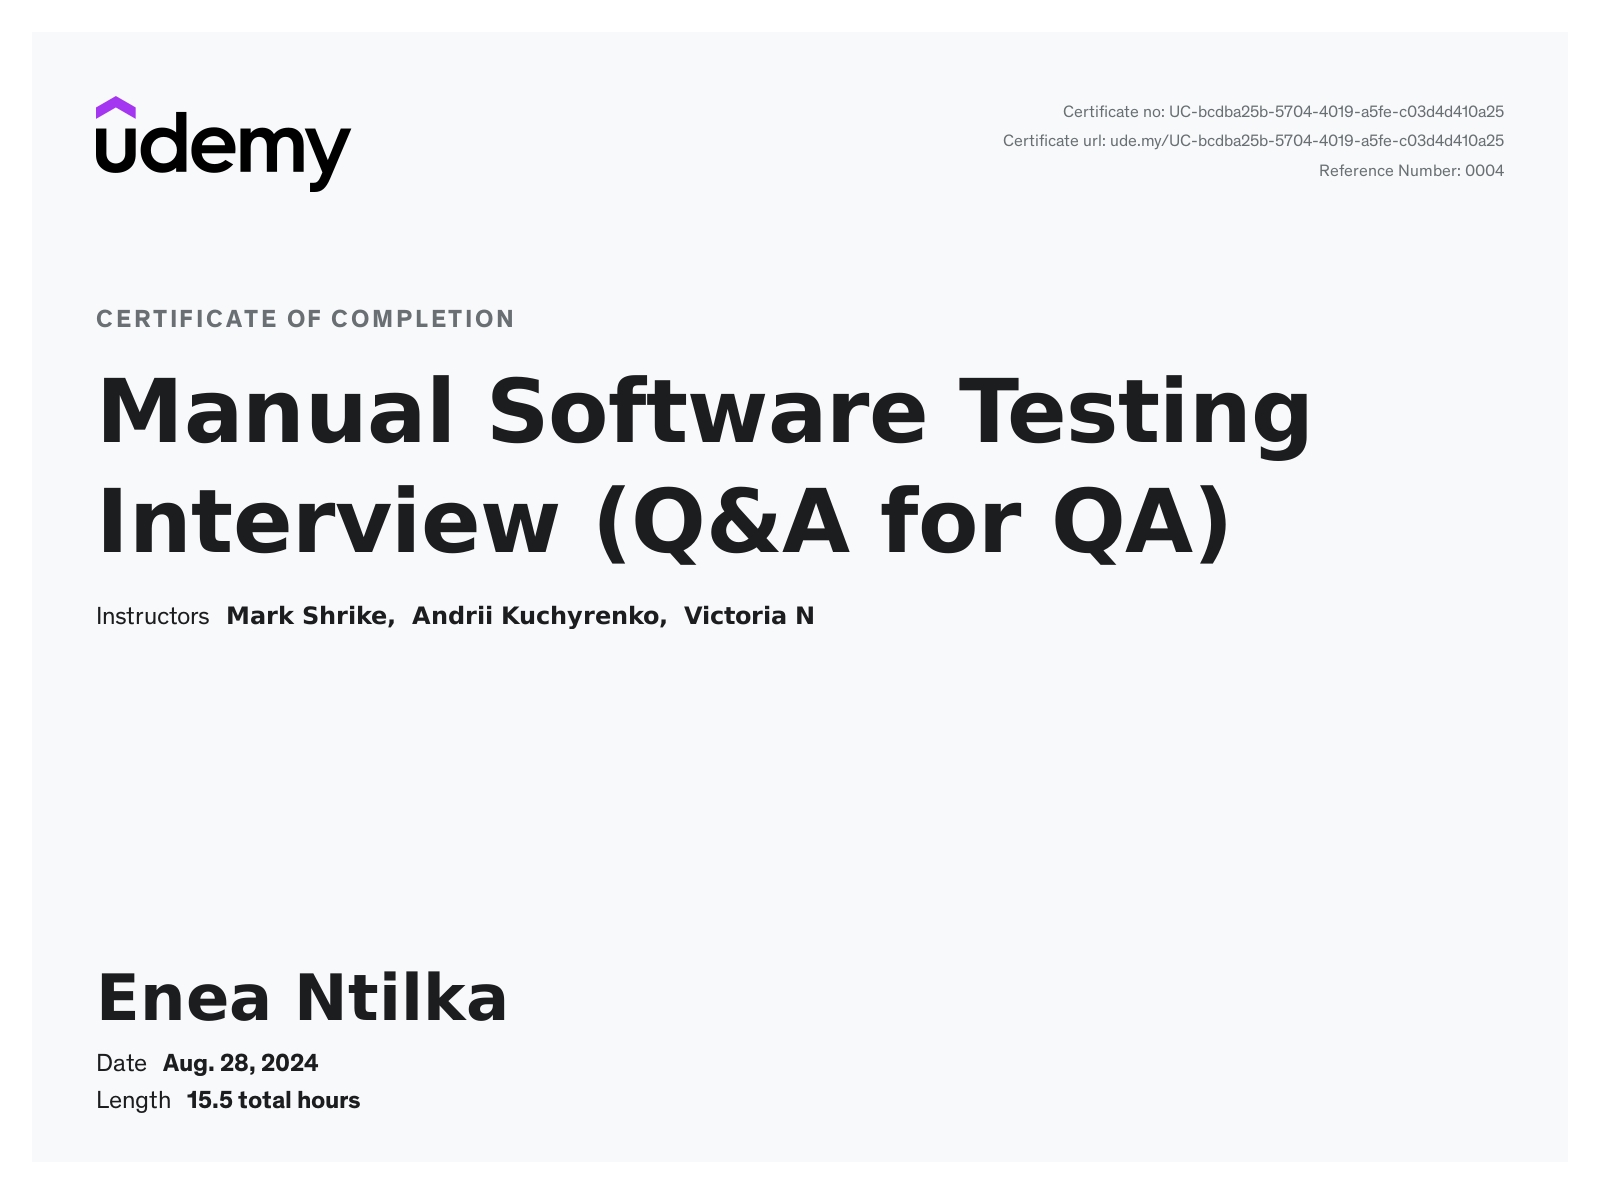 udemy
Certificate no: UC-bcdba25b-5704-4019-a5fe-c03d4d410a25
Certificate url: ude.my/UC-bcdba25b-5704-4019-a5fe-c03d4d410a25
Reference Number: 0004
CERTIFICATE OF COMPLETION
Manual Software Testing
Interview (Q&A for QA)
Instructors Mark Shrike, Andrii Kuchyrenko, Victoria N
Enea Ntilka
Date Aug. 28, 2024
Length 15.5 total hours